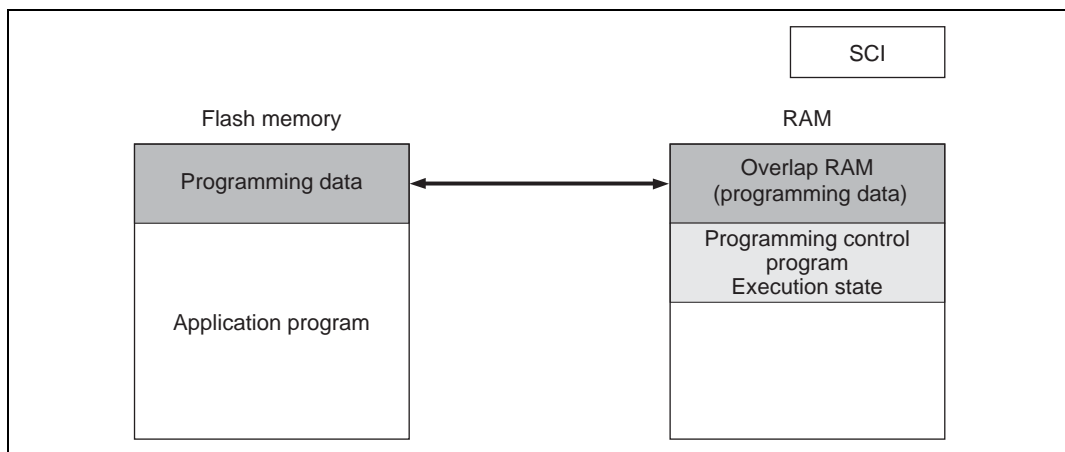 SCI
Flash memory
RAM
Programming data
Overlap RAM
(programming data)
Programming control
program
Execution state
Application program